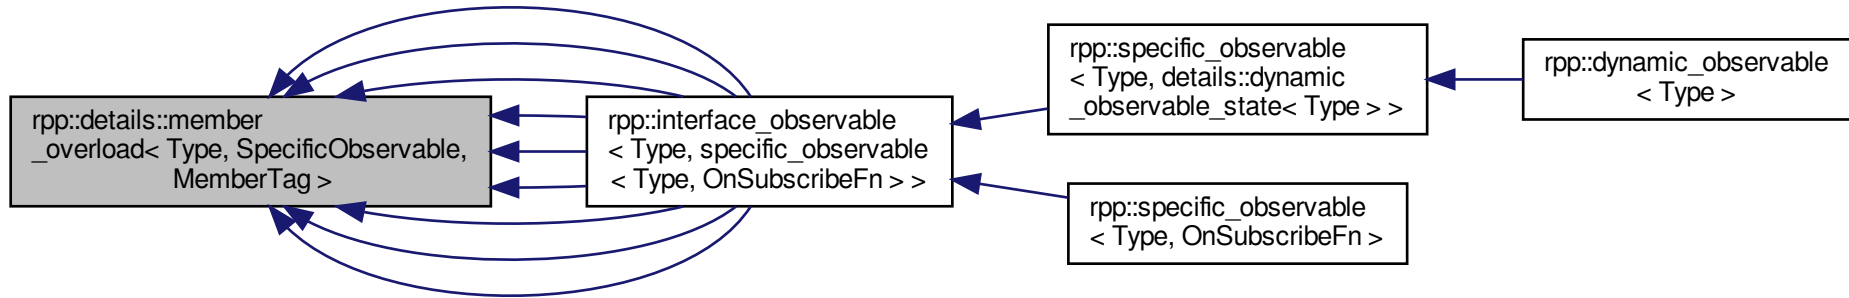 rpp::details::member
_overload< Type, SpecificObservable,
MemberTag >
rpp::interface_observable
< Type, specific_observable
< Type, OnSubscribeFn > >
rpp::specific_observable
< Type, details::dynamic
_observable_state< Type > >
rpp::dynamic_observable
< Type >
rpp::specific_observable
< Type, OnSubscribeFn >